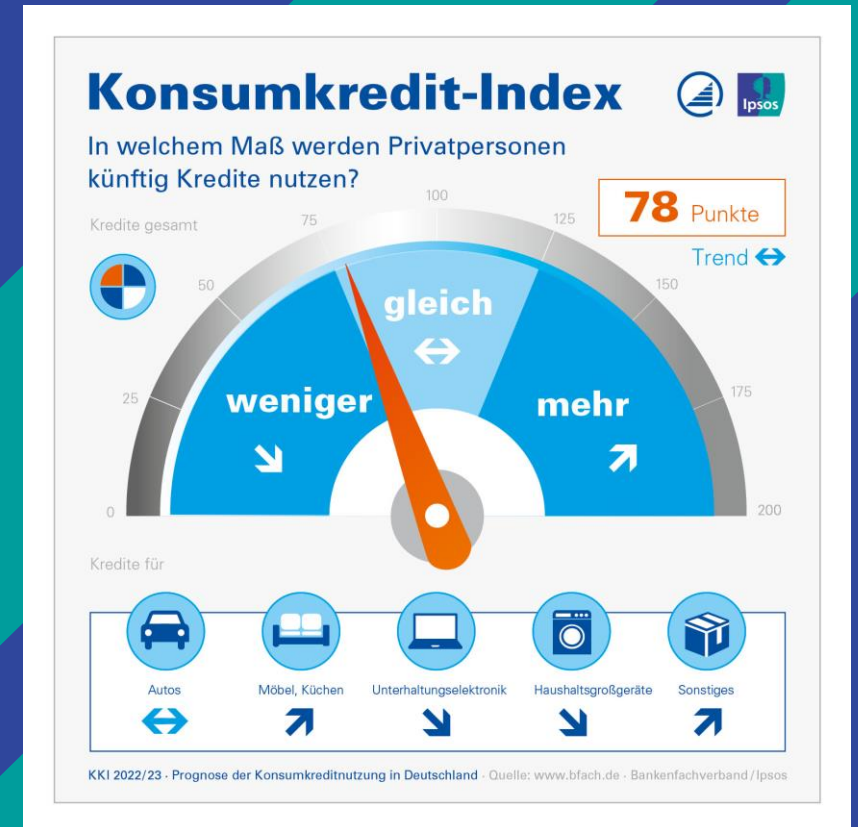 Konsumkredit-Index
Ipsos
In welchem Maß werden Privatpersonen
künftig Kredite nutzen?
Kredite gesamt
78 Punkte
Trend
0
25
50
75
100
125
150
175
200
weniger
gleich
mehr
Kredite für
Autos
Möbel, Küchen
Unterhaltungselektronik
Haushaltsgroßgeräte
Sonstiges
KKI 2022/23 · Prognose der Konsumkreditnutzung in Deutschland · Quelle: www.bfach.de · Bankenfachverband / Ipsos